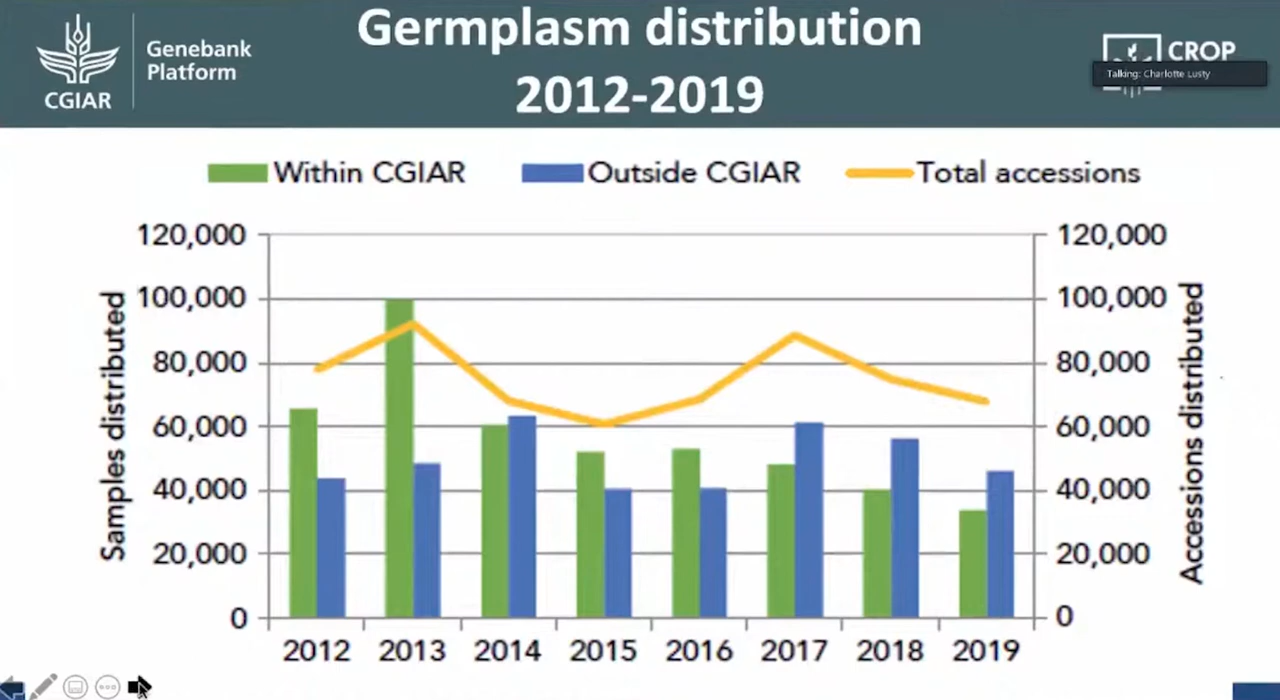 Germplasm distribution
2012-2019
CGIAR
Genebank
Platform
CROP
Talking: Charlotte Lusty
Within CGIAR
Outside CGIAR
Total accessions
Samples distributed
120,000
100,000
80,000
60,000
40,000
20,000
0
120,000
100,000
80,000
60,000
40,000
20,000
0
Accessions distributed
2012 2013 2014 2015 2016 2017 2018 2019